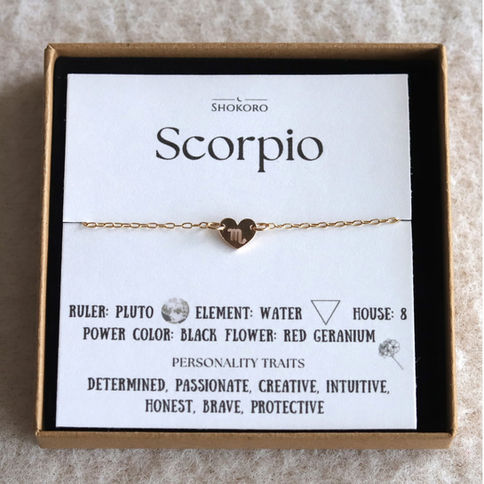 SHOKORO
Scorpio
♏
RULER: PLUTO ELEMENT: WATER HOUSE: 8
POWER COLOR: BLACK FLOWER: RED GERANIUM
PERSONALITY TRAITS
DETERMINED, PASSIONATE, CREATIVE, INTUITIVE,
HONEST, BRAVE, PROTECTIVE